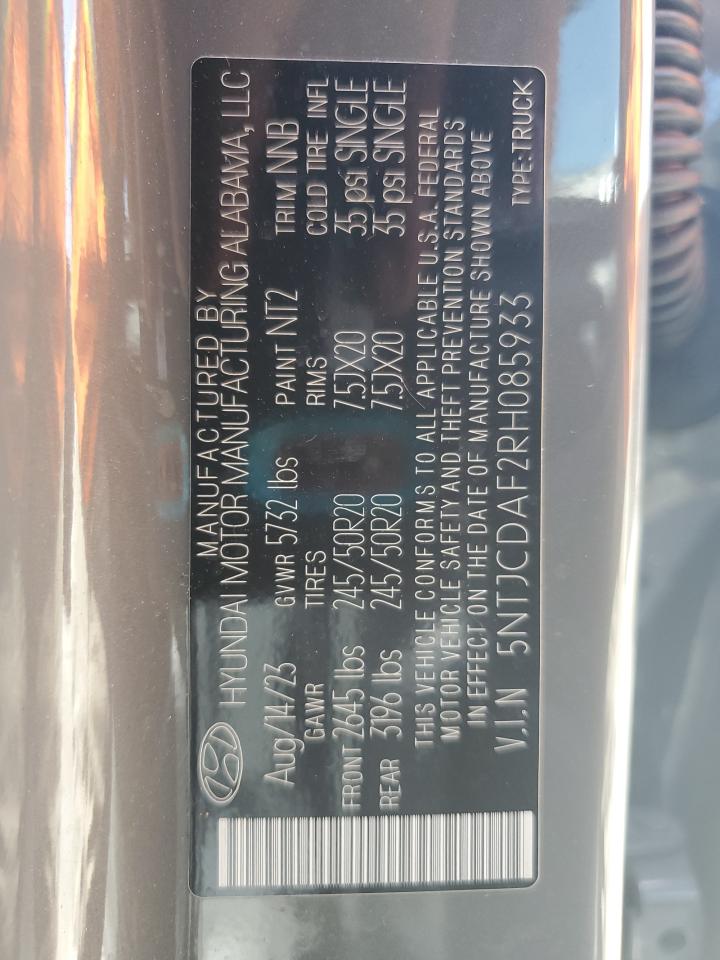 MANUFACTURED BY
HYUNDAI MOTOR MANUFACTURING ALABAMA, LLC
Aug/14/23 GVWR 5732 lbs PAINT NT2 TRIM NNB
GAWR TIRES RIMS COLD TIRE INFL
FRONT 2645 lbs 245/50R20 7.5JX20 35 psi SINGLE
REAR 3196 lbs 245/50R20 7.5JX20 35 psi SINGLE
THIS VEHICLE CONFORMS TO ALL APPLICABLE U.S.A. FEDERAL
MOTOR VEHICLE SAFETY AND THEFT PREVENTION STANDARDS
IN EFFECT ON THE DATE OF MANUFACTURE SHOWN ABOVE
V.I.N 5NTJCDAF2RH085933 TYPE:TRUCK